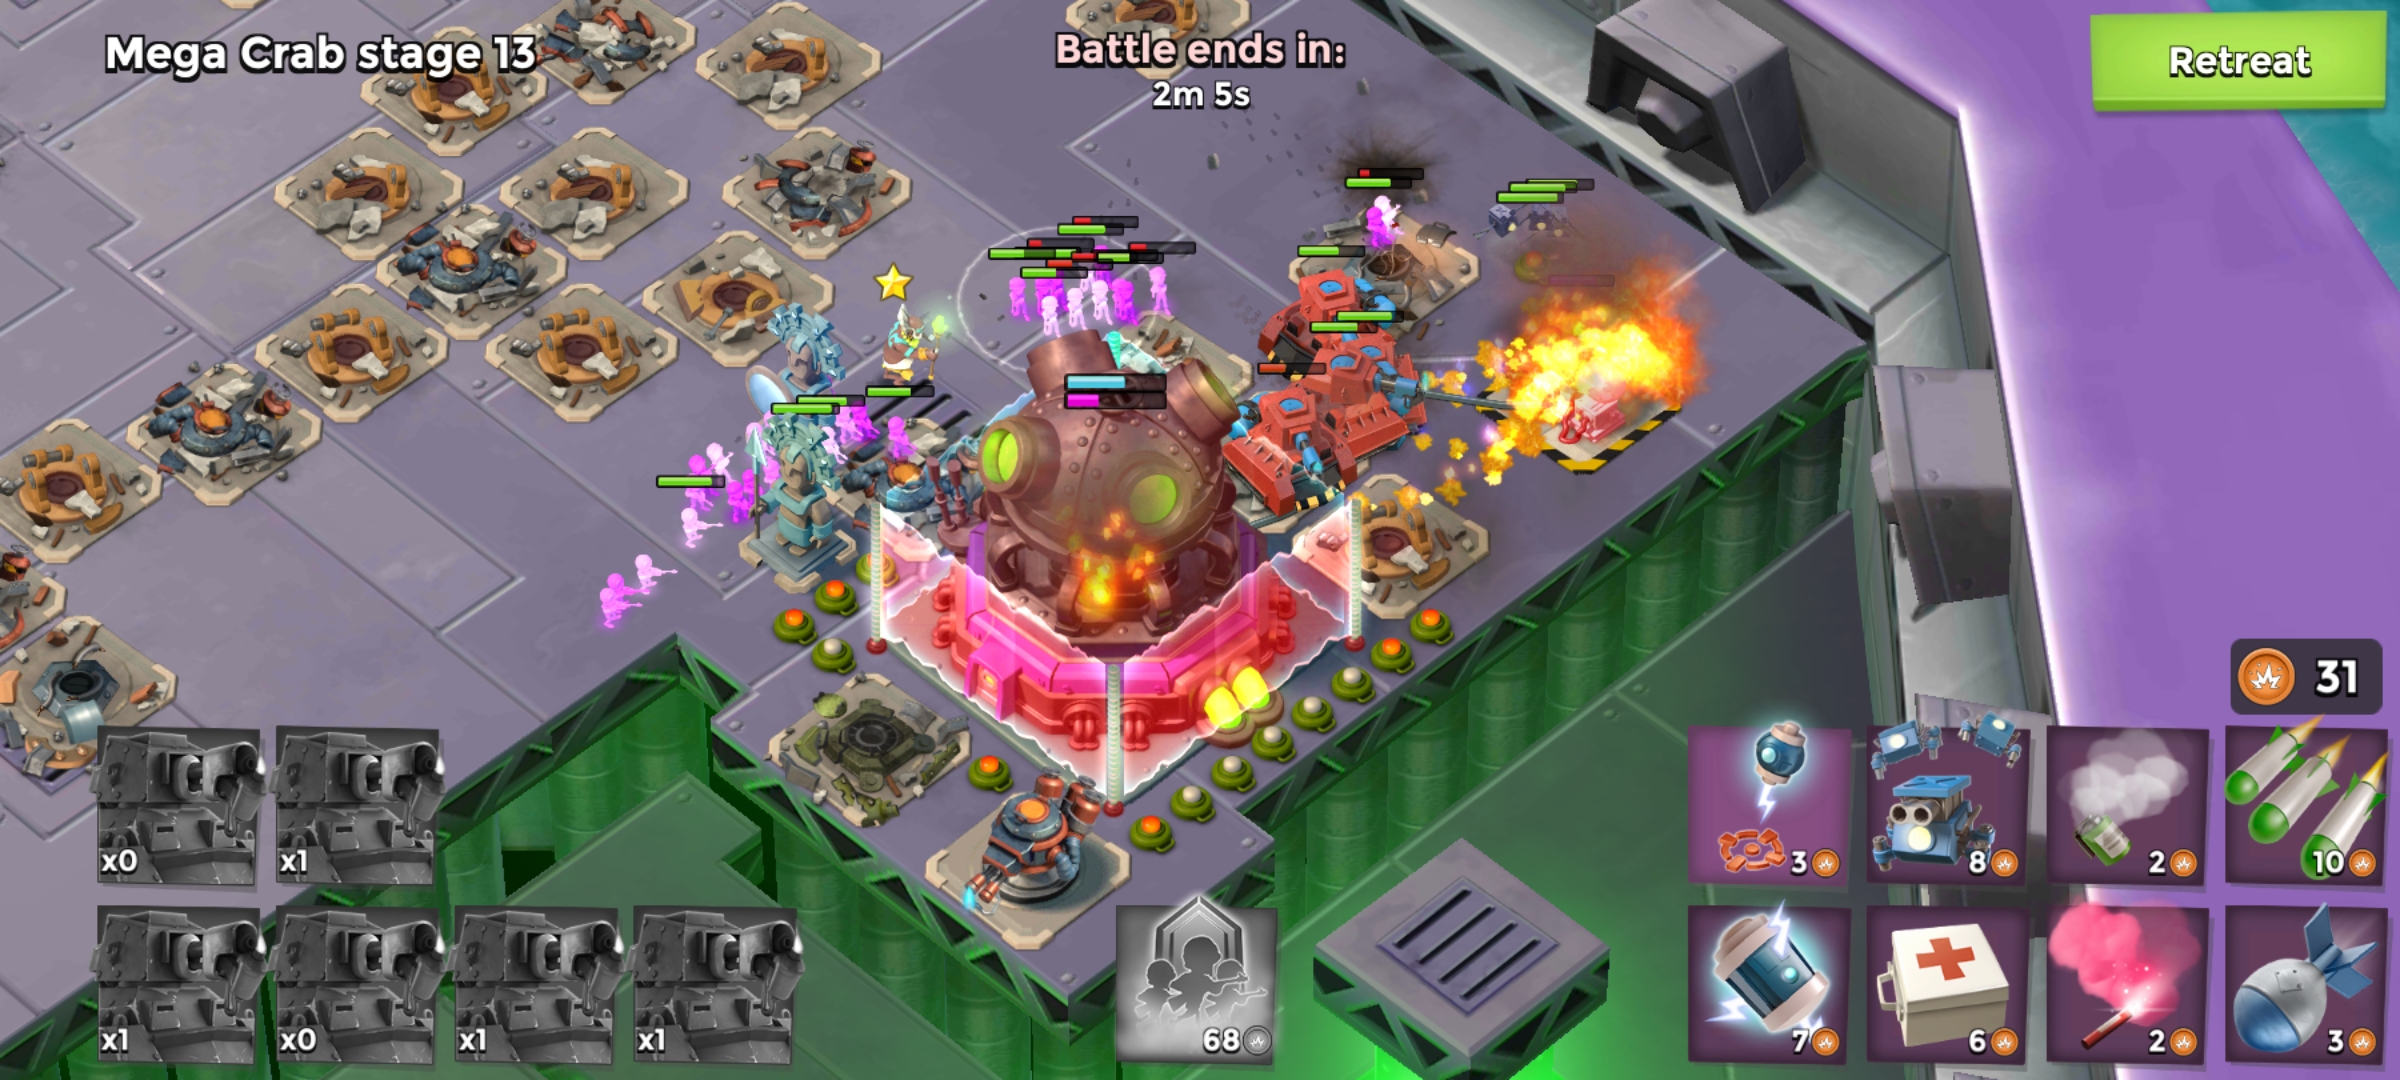 Mega Crab stage 13
Battle ends in:
2m 5s
Retreat
31
x0
x1
3
8
2
10
x1
x0
x1
x1
68
7
6
2
3